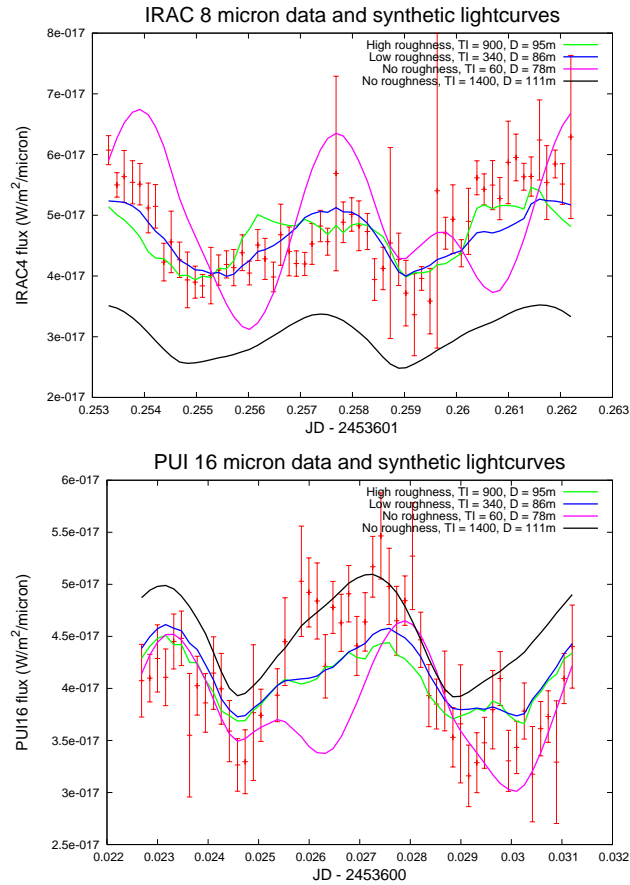 IRAC 8 micron data and synthetic lightcurves
8e-017
7e-017
6e-017
5e-017
4e-017
3e-017
2e-017
IRAC4 flux (W/m²/micron)
High roughness, TI = 900, D = 95m
Low roughness, TI = 340, D = 86m
No roughness, TI = 60, D = 78m
No roughness, TI = 1400, D = 111m
0.253 0.254 0.255 0.256 0.257 0.258 0.259 0.26 0.261 0.262 0.263
JD - 2453601
PUI 16 micron data and synthetic lightcurves
6e-017
5.5e-017
5e-017
4.5e-017
4e-017
3.5e-017
3e-017
2.5e-017
PUI16 flux (W/m²/micron)
High roughness, TI = 900, D = 95m
Low roughness, TI = 340, D = 86m
No roughness, TI = 60, D = 78m
No roughness, TI = 1400, D = 111m
0.022 0.023 0.024 0.025 0.026 0.027 0.028 0.029 0.03 0.031 0.032
JD - 2453600